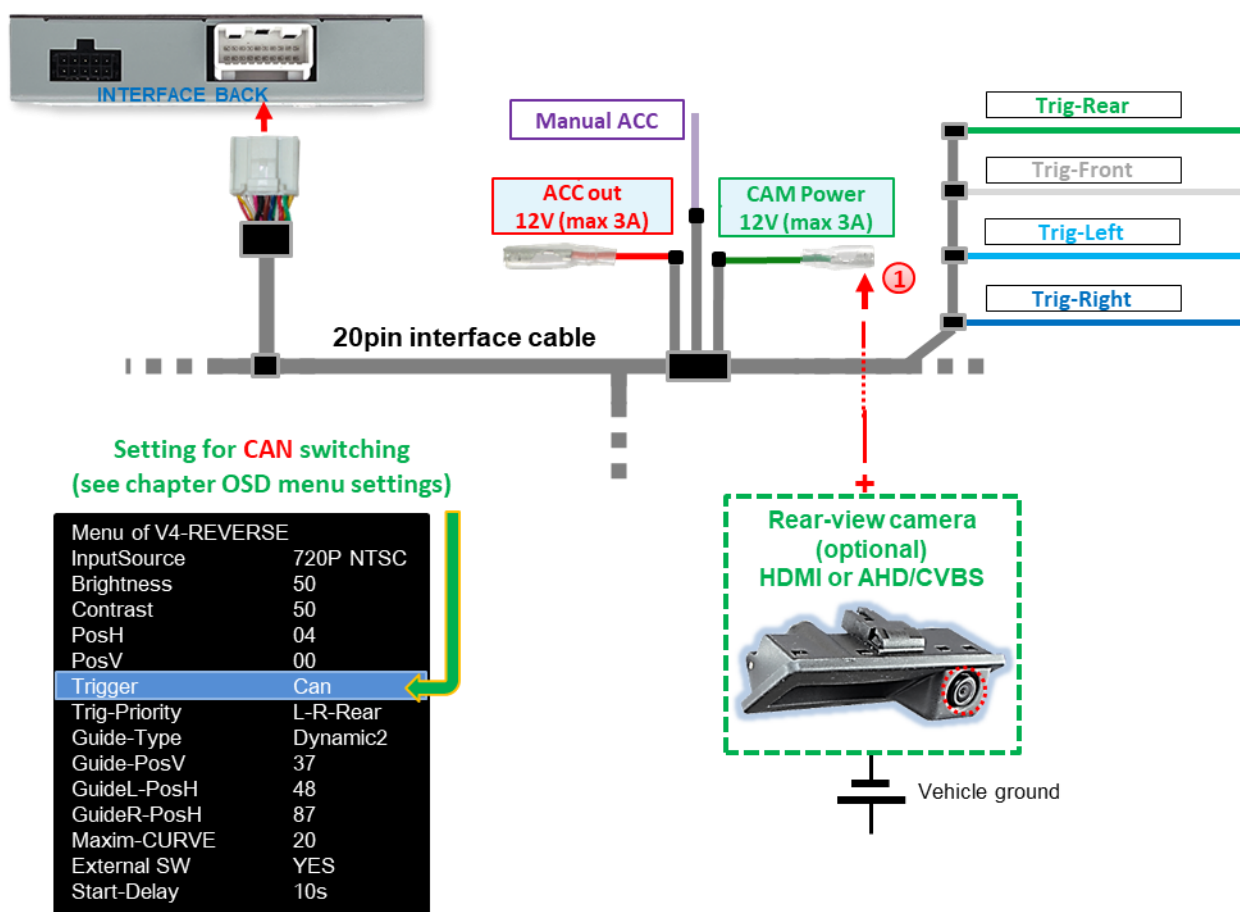 INTERFACE BACK
Manual ACC
ACC out
12V (max 3A)
CAM Power
12V (max 3A)
Trig-Rear
Trig-Front
Trig-Left
Trig-Right
1
20pin interface cable
Setting for CAN switching
(see chapter OSD menu settings)
Menu of V4-REVERSE
InputSource 720P NTSC
Brightness 50
Contrast 50
PosH 04
PosV 00
Trigger Can
Trig-Priority L-R-Rear
Guide-Type Dynamic2
Guide-PosV 37
GuideL-PosH 48
GuideR-PosH 87
Maxim-CURVE 20
External SW YES
Start-Delay 10s
+
Rear-view camera
(optional)
HDMI or AHD/CVBS
Vehicle ground